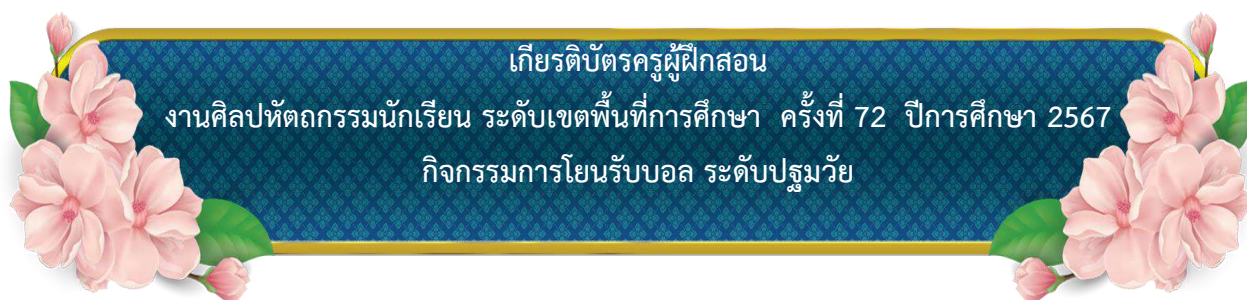 เกียรติบัตรครูผู้ฝึกสอน
งานศิลปหัตถกรรมนักเรียน ระดับเขตพื้นที่การศึกษา ครั้งที่ 72 ปีการศึกษา 2567
กิจกรรมการโยนรับบอล ระดับปฐมวัย